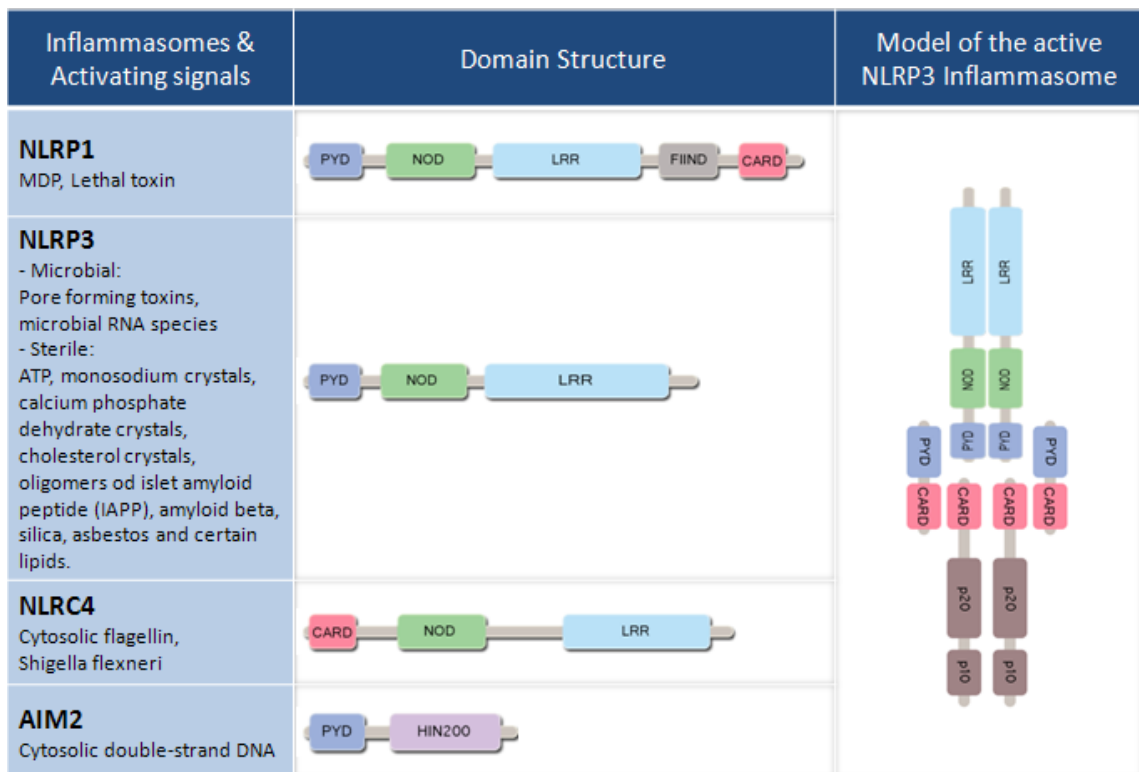 Inflammasomes &
Activating signals
Domain Structure
Model of the active
NLRP3 Inflammasome
NLRP1
MDP, Lethal toxin
PYD NOD LRR FIIND CARD
NLRP3
- Microbial:
Pore forming toxins,
microbial RNA species
- Sterile:
ATP, monosodium crystals,
calcium phosphate
dehydrate crystals,
cholesterol crystals,
oligomers od islet amyloid
peptide (IAPP), amyloid beta,
silica, asbestos and certain
lipids.
PYD NOD LRR
NLRC4
Cytosolic flagellin,
Shigella flexneri
CARD NOD LRR
AIM2
Cytosolic double-strand DNA
PYD HIN200
LRR LRR
NOD NOD
PYD PYD PYD PYD
CARD CARD CARD CARD
p20 p20
p10 p10